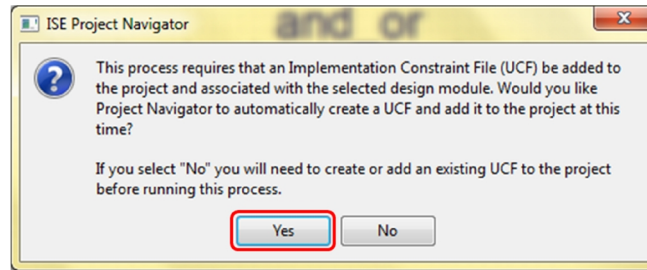 and or
ISE Project Navigator
This process requires that an Implementation Constraint File (UCF) be added to
the project and associated with the selected design module. Would you like
Project Navigator to automatically create a UCF and add it to the project at this
time?
If you select "No" you will need to create or add an existing UCF to the project
before running this process.
Yes
No